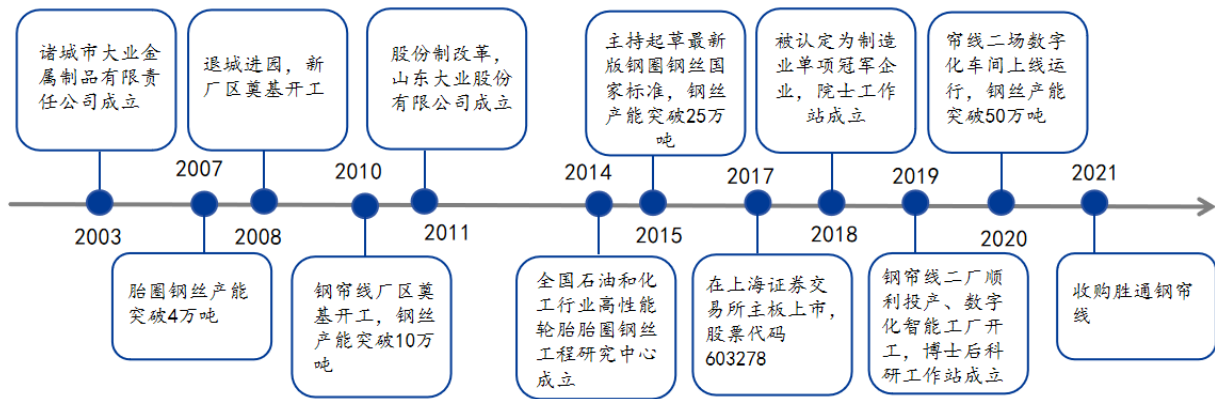 诸城市大业金
属制品有限责
任公司成立
退城进园，新
厂区奠基开工
股份制改革，
山东大业股份
有限公司成立
主持起草最新
版钢圈钢丝国
家标准，钢丝
产能突破25万
吨
被认定为制造
业单项冠军企
业，院士工作
站成立
帘线二场数字
化车间上线运
行，钢丝产能
突破50万吨
2007
2010
2014
2017
2019
2021
2003
2008
2011
2015
2018
2020
胎圈钢丝产能
突破4万吨
钢帘线厂区奠
基开工，钢丝
产能突破10万
吨
全国石油和化
工行业高性能
轮胎胎圈钢丝
工程研究中心
成立
在上海证券交
易所主板上市，
股票代码
603278
钢帘线二厂顺
利投产、数字
化智能工厂开
工，博士后科
研工作站成立
收购胜通钢帘
线